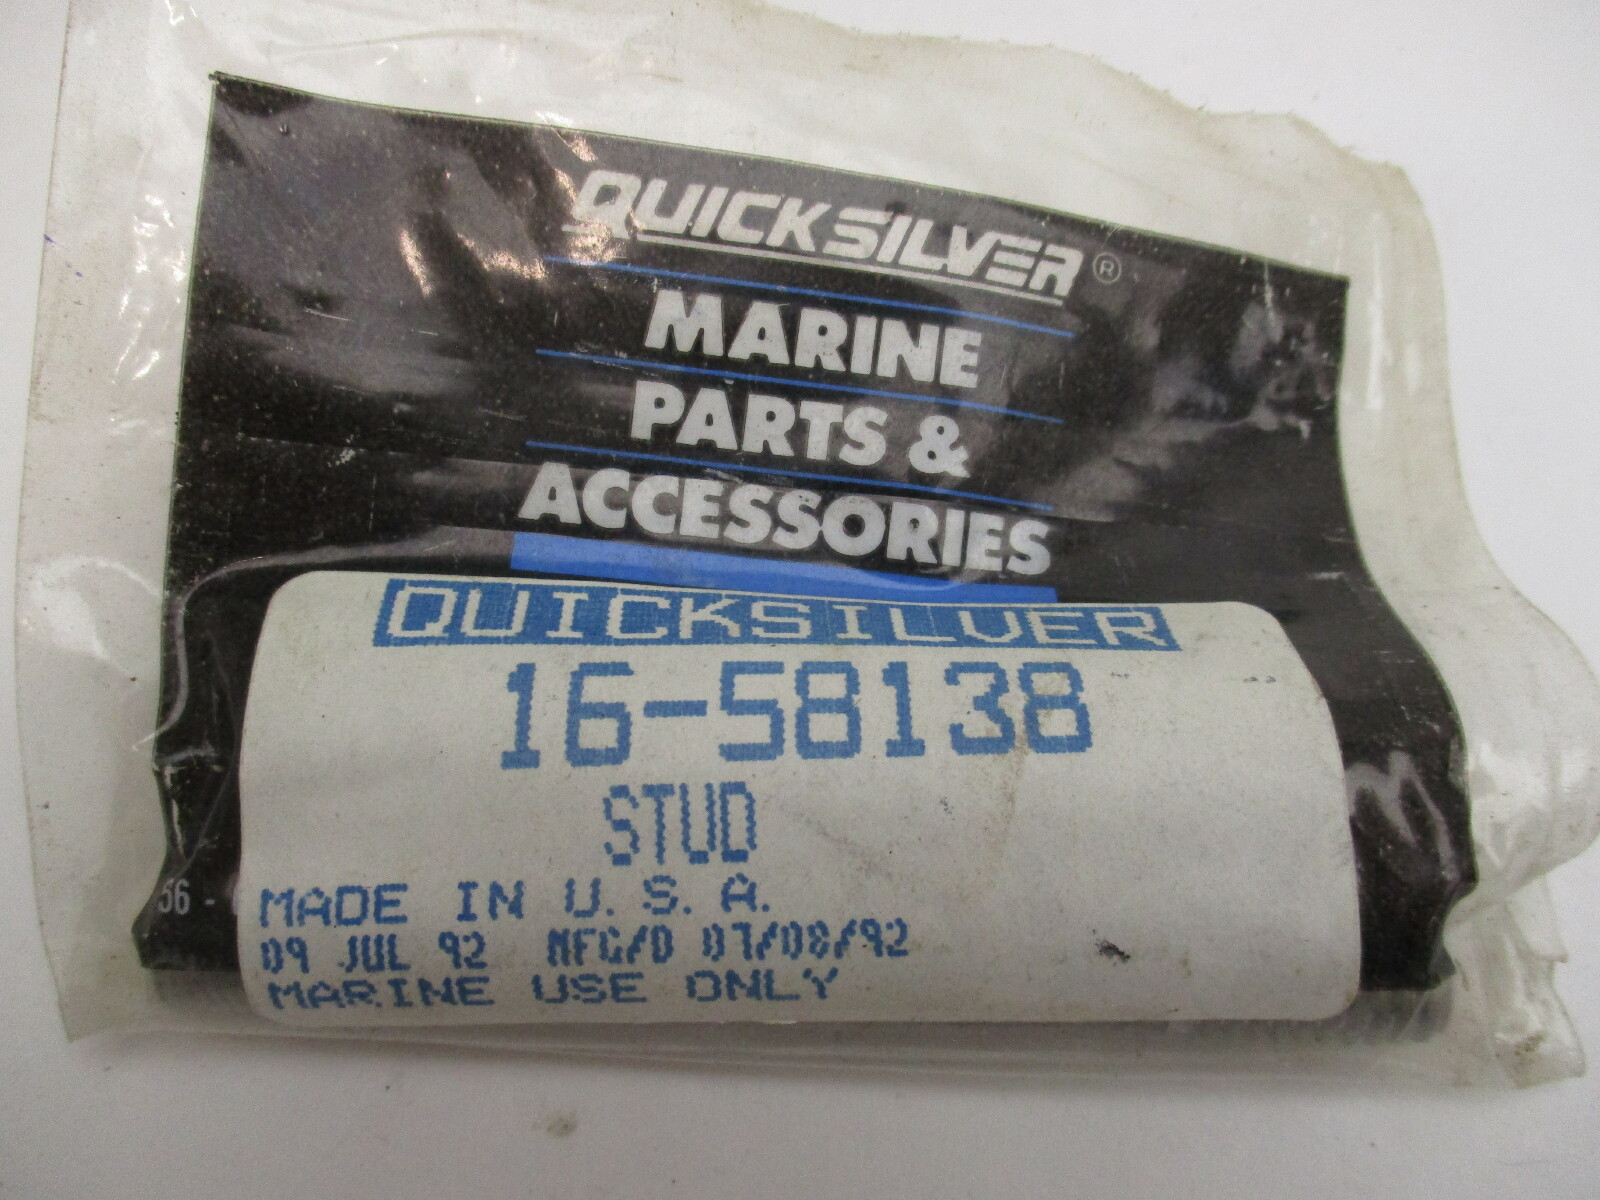 QUICKSILVER ®
MARINE
PARTS &
ACCESSORIES
QUICKSILVER
16-58138
STUD
56 -
MADE IN U.S.A.
09 JUL 92 MFG/D 07/08/92
MARINE USE ONLY